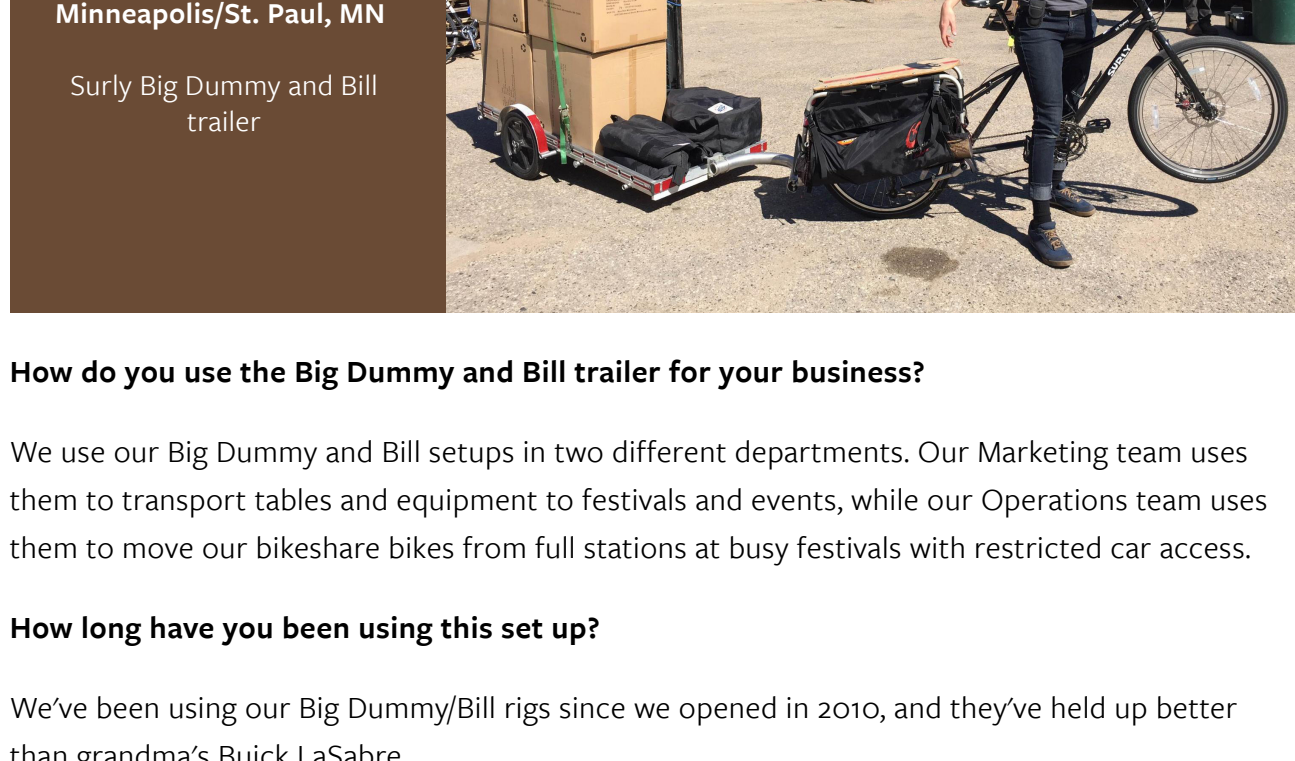 Minneapolis/St. Paul, MN
Surly Big Dummy and Bill
trailer
SURLY
How do you use the Big Dummy and Bill trailer for your business?
We use our Big Dummy and Bill setups in two different departments. Our Marketing team uses
them to transport tables and equipment to festivals and events, while our Operations team uses
them to move our bikeshare bikes from full stations at busy festivals with restricted car access.
How long have you been using this set up?
We've been using our Big Dummy/Bill rigs since we opened in 2010, and they've held up better
than grandma's Buick LaSabre.